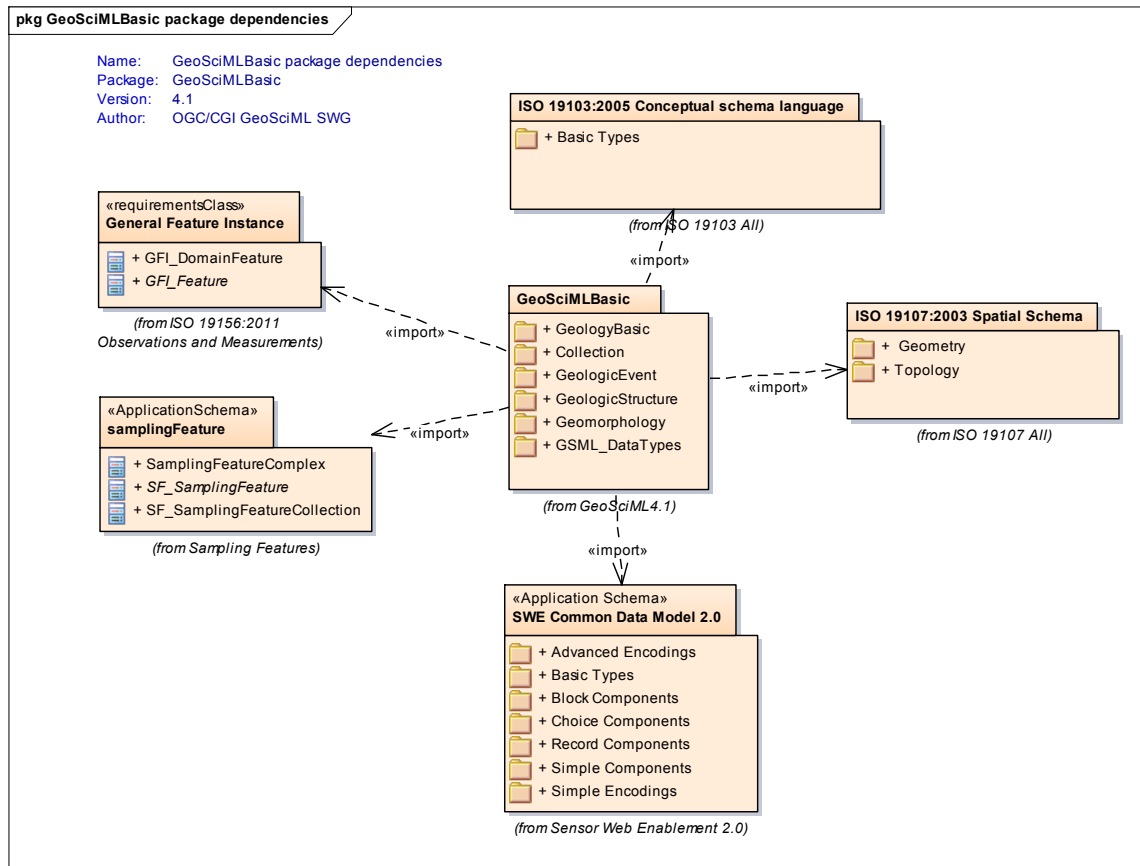 pkg GeoSciMLBasic package dependencies
Name: GeoSciMLBasic package dependencies
Package: GeoSciMLBasic
Version: 4.1
Author: OGC/CGI GeoSciML SWG
ISO 19103:2005 Conceptual schema language
+ Basic Types
(from ISO 19103 All)
«requirementsClass»
General Feature Instance
+ GFI_DomainFeature
+ GFI_Feature
(from ISO 19156:2011
Observations and Measurements)
«import»
«import»
GeoSciMLBasic
+ GeologyBasic
+ Collection
+ GeologicEvent
+ GeologicStructure
+ Geomorphology
+ GSML_DataTypes
(from GeoSciML4.1)
ISO 19107:2003 Spatial Schema
+ Geometry
+ Topology
(from ISO 19107 All)
«import»
«ApplicationSchema»
samplingFeature
+ SamplingFeatureComplex
+ SF_SamplingFeature
+ SF_SamplingFeatureCollection
(from Sampling Features)
«import»
«import»
«Application Schema»
SWE Common Data Model 2.0
+ Advanced Encodings
+ Basic Types
+ Block Components
+ Choice Components
+ Record Components
+ Simple Components
+ Simple Encodings
(from Sensor Web Enablement 2.0)